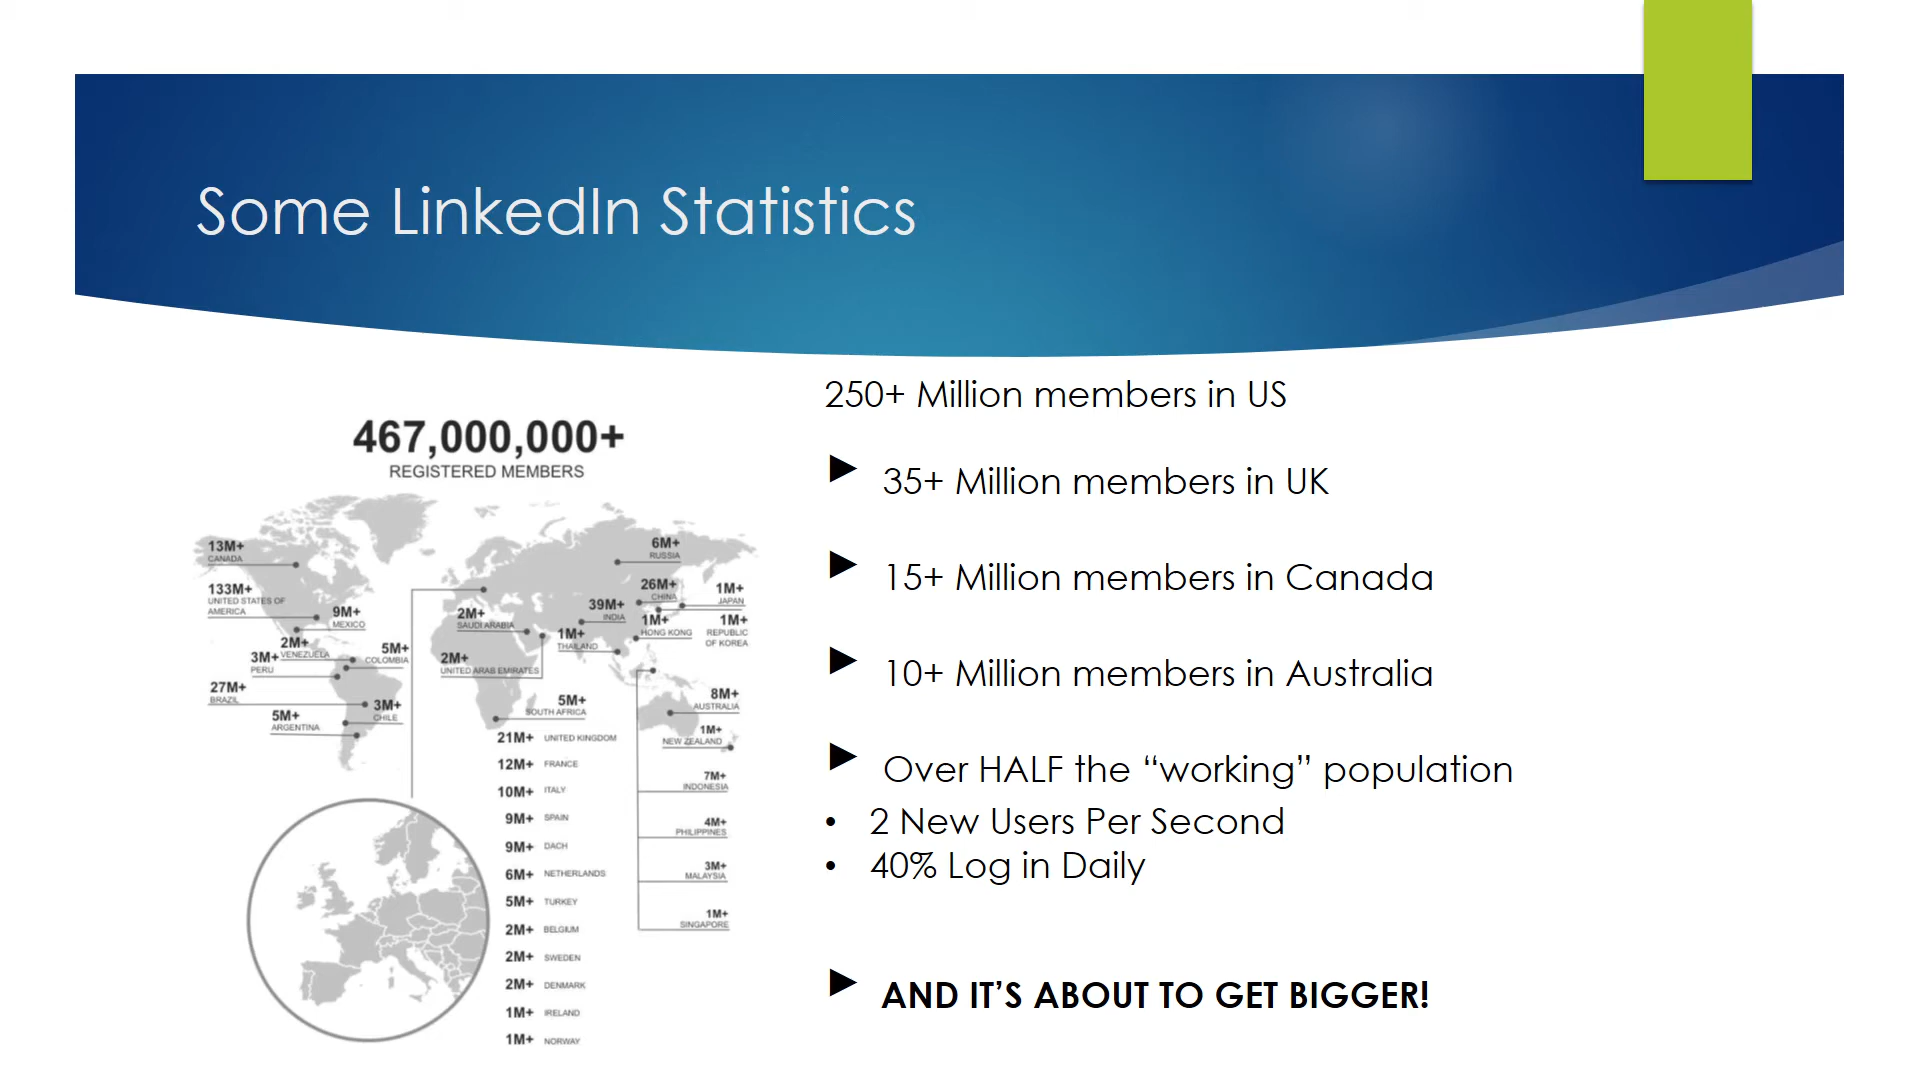 Some LinkedIn Statistics
467,000,000+
REGISTERED MEMBERS
13M+
CANADA
133M+
UNITED STATES OF
AMERICA
9M+
MEXICO
2M+
VENEZUELA
5M+
COLOMBIA
3M+
PERU
27M+
BRAZIL
3M+
CHILE
5M+
ARGENTINA
6M+
RUSSIA
26M+
CHINA
1M+
JAPAN
39M+
INDIA
1M+
HONG KONG
1M+
REPUBLIC
OF KOREA
2M+
SAUDI ARABIA
1M+
THAILAND
2M+
UNITED ARAB EMIRATES
5M+
SOUTH AFRICA
8M+
AUSTRALIA
1M+
NEW ZEALAND
21M+ UNITED KINGDOM
12M+ FRANCE
10M+ ITALY
9M+ SPAIN
9M+ DACH
6M+ NETHERLANDS
5M+ TURKEY
2M+ BELGIUM
2M+ SWEDEN
2M+ DENMARK
1M+ IRELAND
1M+ NORWAY
7M+
INDONESIA
4M+
PHILIPPINES
3M+
MALAYSIA
1M+
SINGAPORE
250+ Million members in US
► 35+ Million members in UK
► 15+ Million members in Canada
► 10+ Million members in Australia
► Over HALF the “working” population
• 2 New Users Per Second
• 40% Log in Daily
► AND IT’S ABOUT TO GET BIGGER!